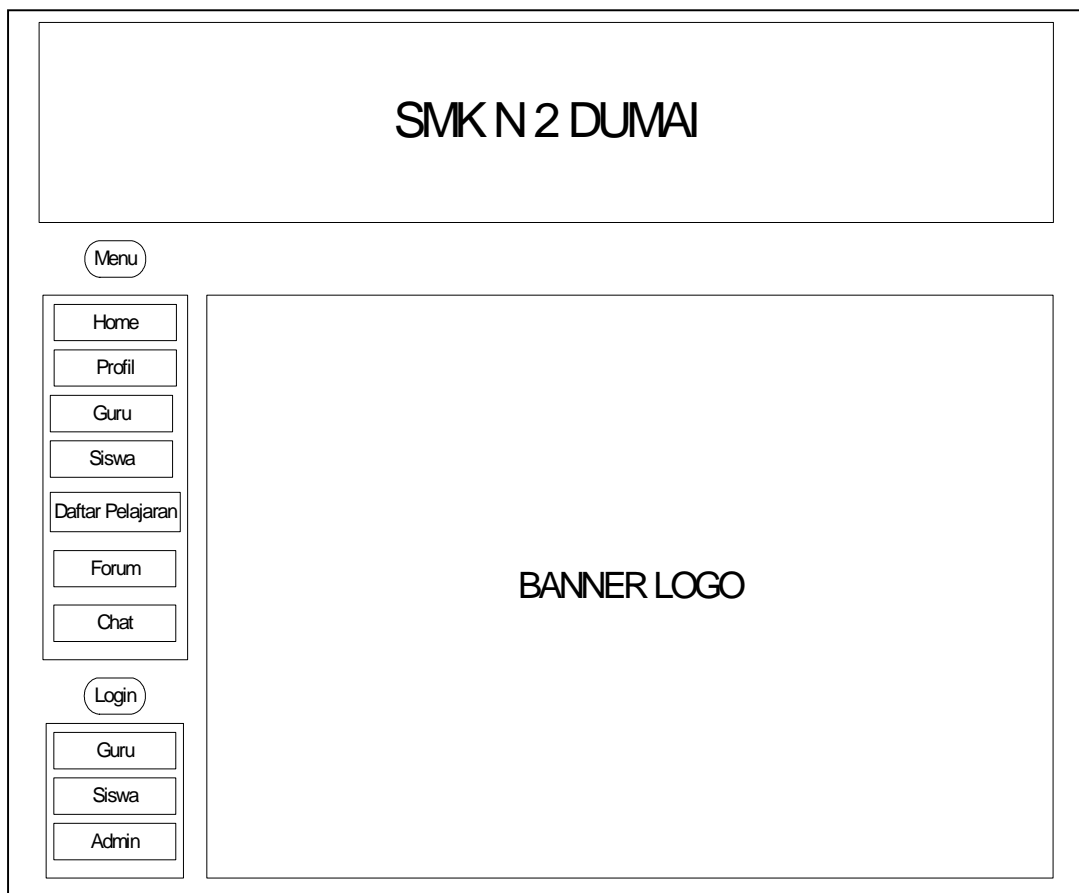 SMK N 2 DUMAI
Menu
Home
Profil
Guru
Siswa
Daftar Pelajaran
Forum
Chat
Login
Guru
Siswa
Admin
BANNER LOGO